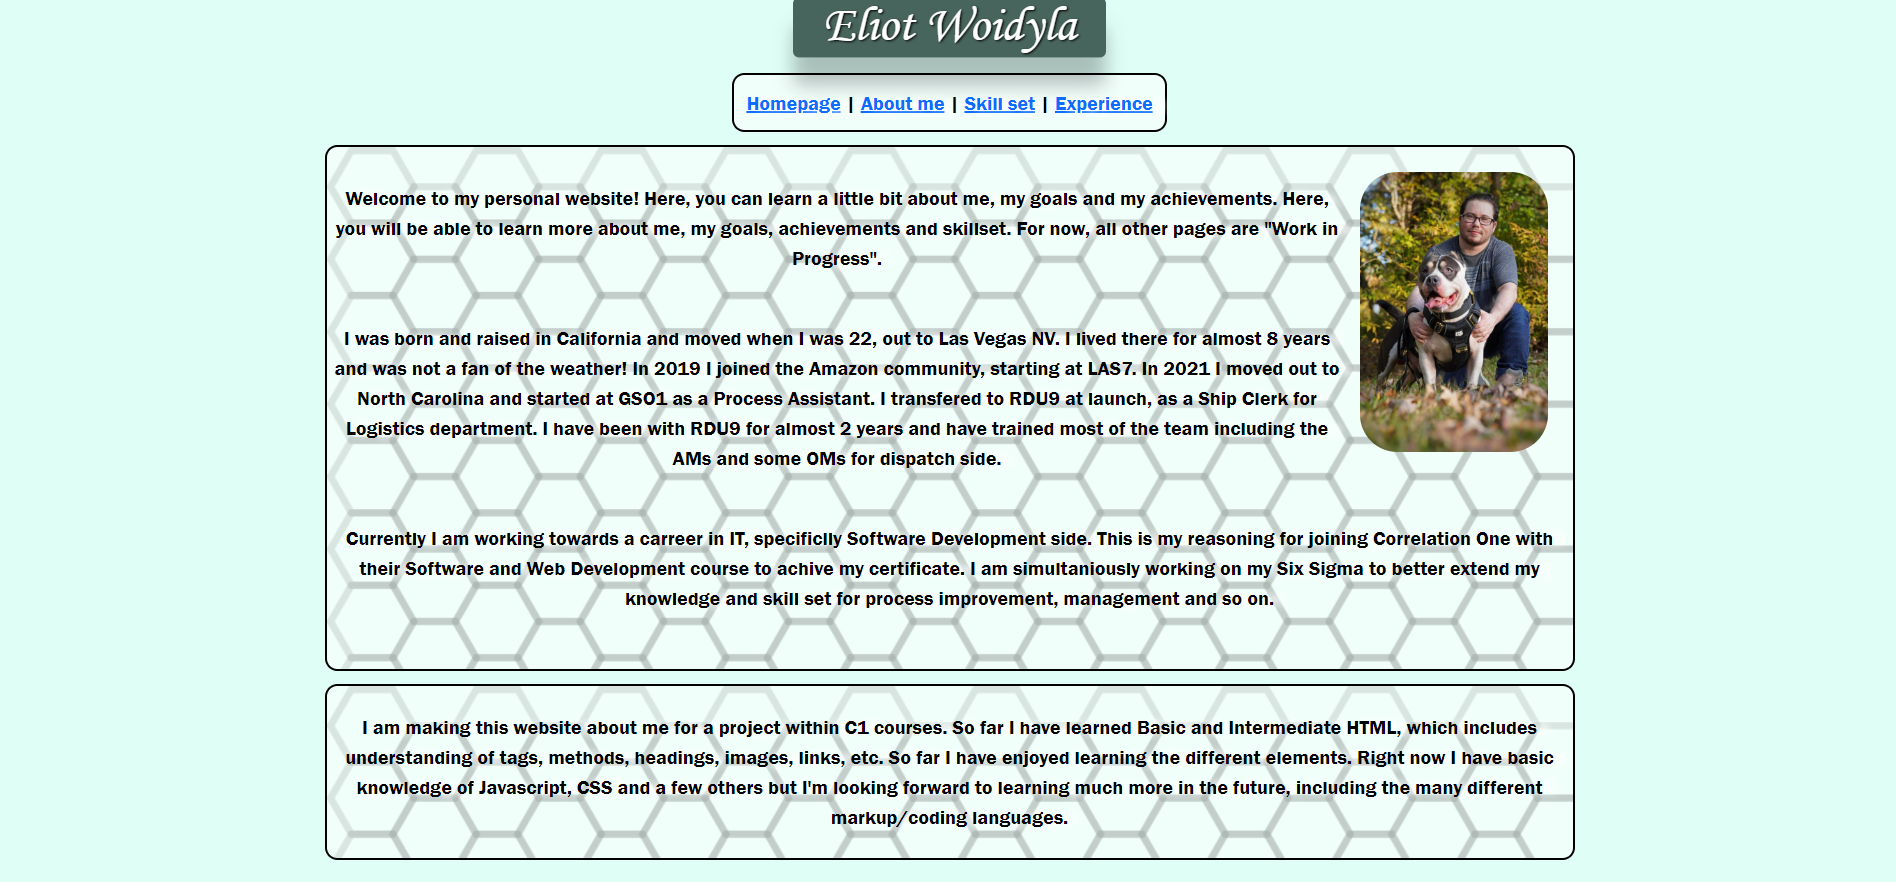 Eliot Woidyla
Homepage | About me | Skill set | Experience
Welcome to my personal website! Here, you can learn a little bit about me, my goals and my achievements. Here,
you will be able to learn more about me, my goals, achievements and skillset. For now, all other pages are "Work in
Progress".
I was born and raised in California and moved when I was 22, out to Las Vegas NV. I lived there for almost 8 years
and was not a fan of the weather! In 2019 I joined the Amazon community, starting at LAS7. In 2021 I moved out to
North Carolina and started at GSO1 as a Process Assistant. I transfered to RDU9 at launch, as a Ship Clerk for
Logistics department. I have been with RDU9 for almost 2 years and have trained most of the team including the
AMs and some OMs for dispatch side.
Currently I am working towards a carreer in IT, specificlly Software Development side. This is my reasoning for joining Correlation One with
their Software and Web Development course to achive my certificate. I am simultaniously working on my Six Sigma to better extend my
knowledge and skill set for process improvement, management and so on.
I am making this website about me for a project within C1 courses. So far I have learned Basic and Intermediate HTML, which includes
understanding of tags, methods, headings, images, links, etc. So far I have enjoyed learning the different elements. Right now I have basic
knowledge of Javascript, CSS and a few others but I'm looking forward to learning much more in the future, including the many different
markup/coding languages.